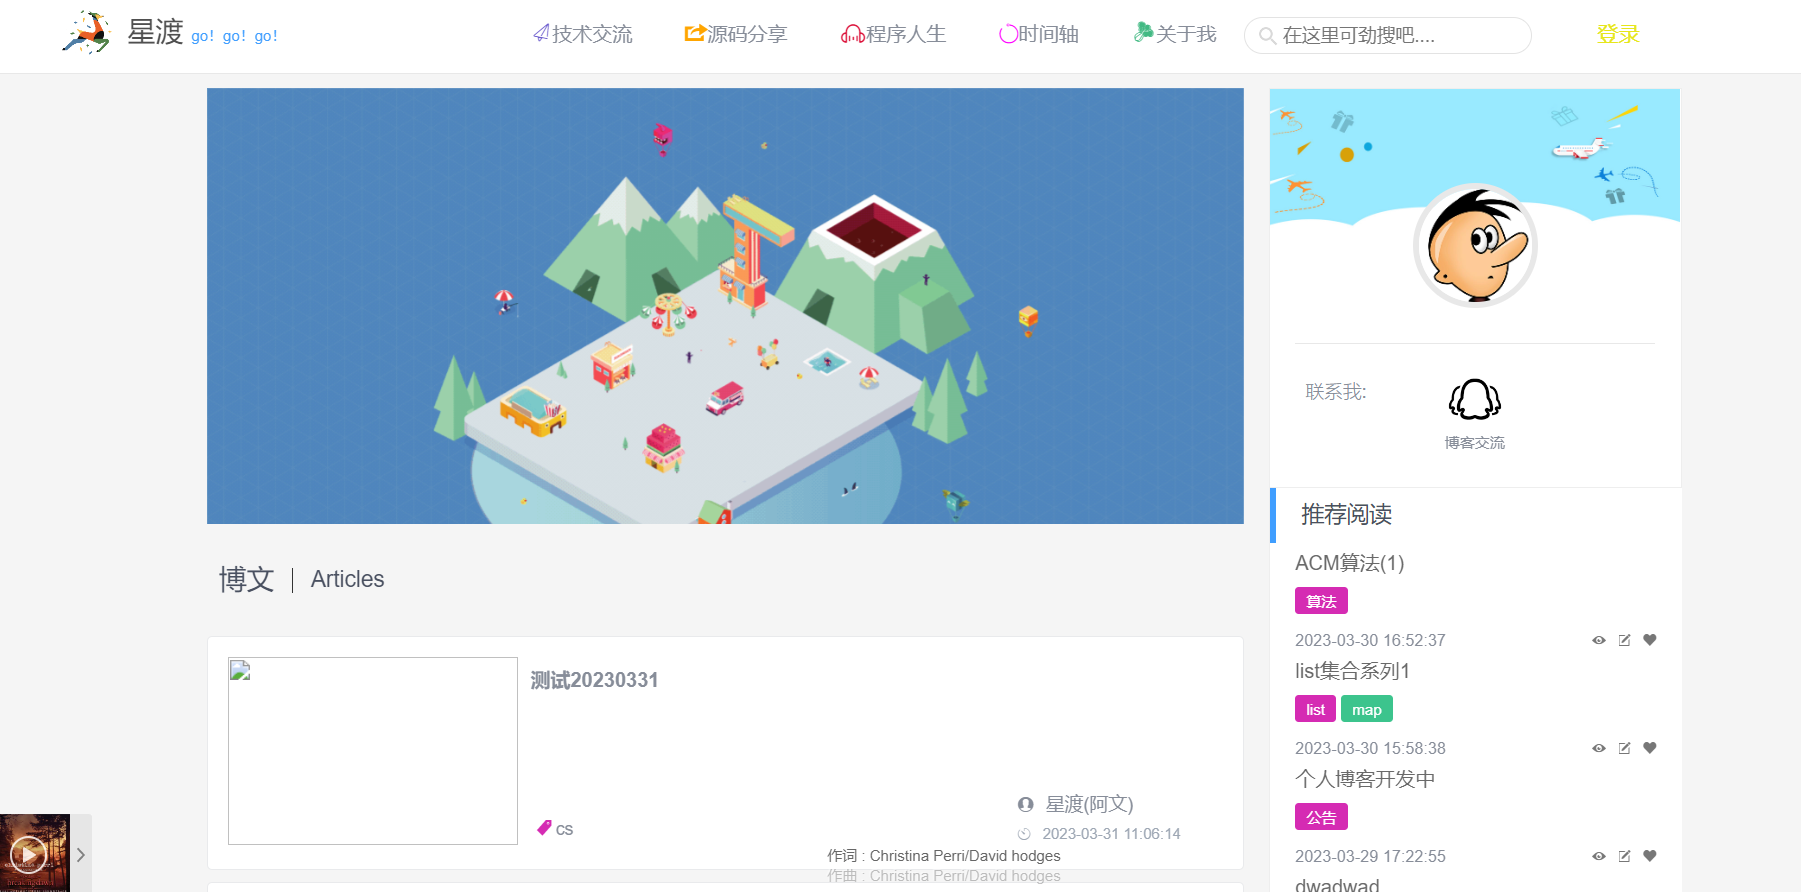 星渡 go! go! go!
技术交流 源码分享 程序人生 时间轴 关于我 在这里可劲搜吧.... 登录
联系我:
博客交流
推荐阅读
ACM算法(1)
算法
2023-03-30 16:52:37
list集合系列1
list map
2023-03-30 15:58:38
个人博客开发中
公告
2023-03-29 17:22:55
dwadwad
博文 | Articles
测试20230331
星渡(阿文)
cs
2023-03-31 11:06:14
作词 : Christina Perri/David hodges
作曲 : Christina Perri/David hodges